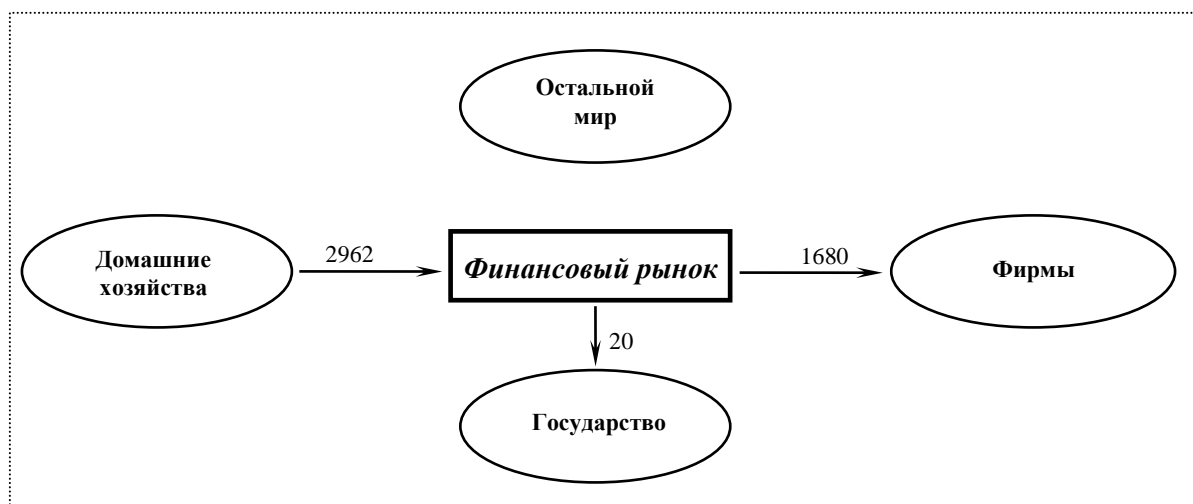 Остальной
мир
Домашние
хозяйства
2962
Финансовый рынок
1680
Фирмы
20
Государство